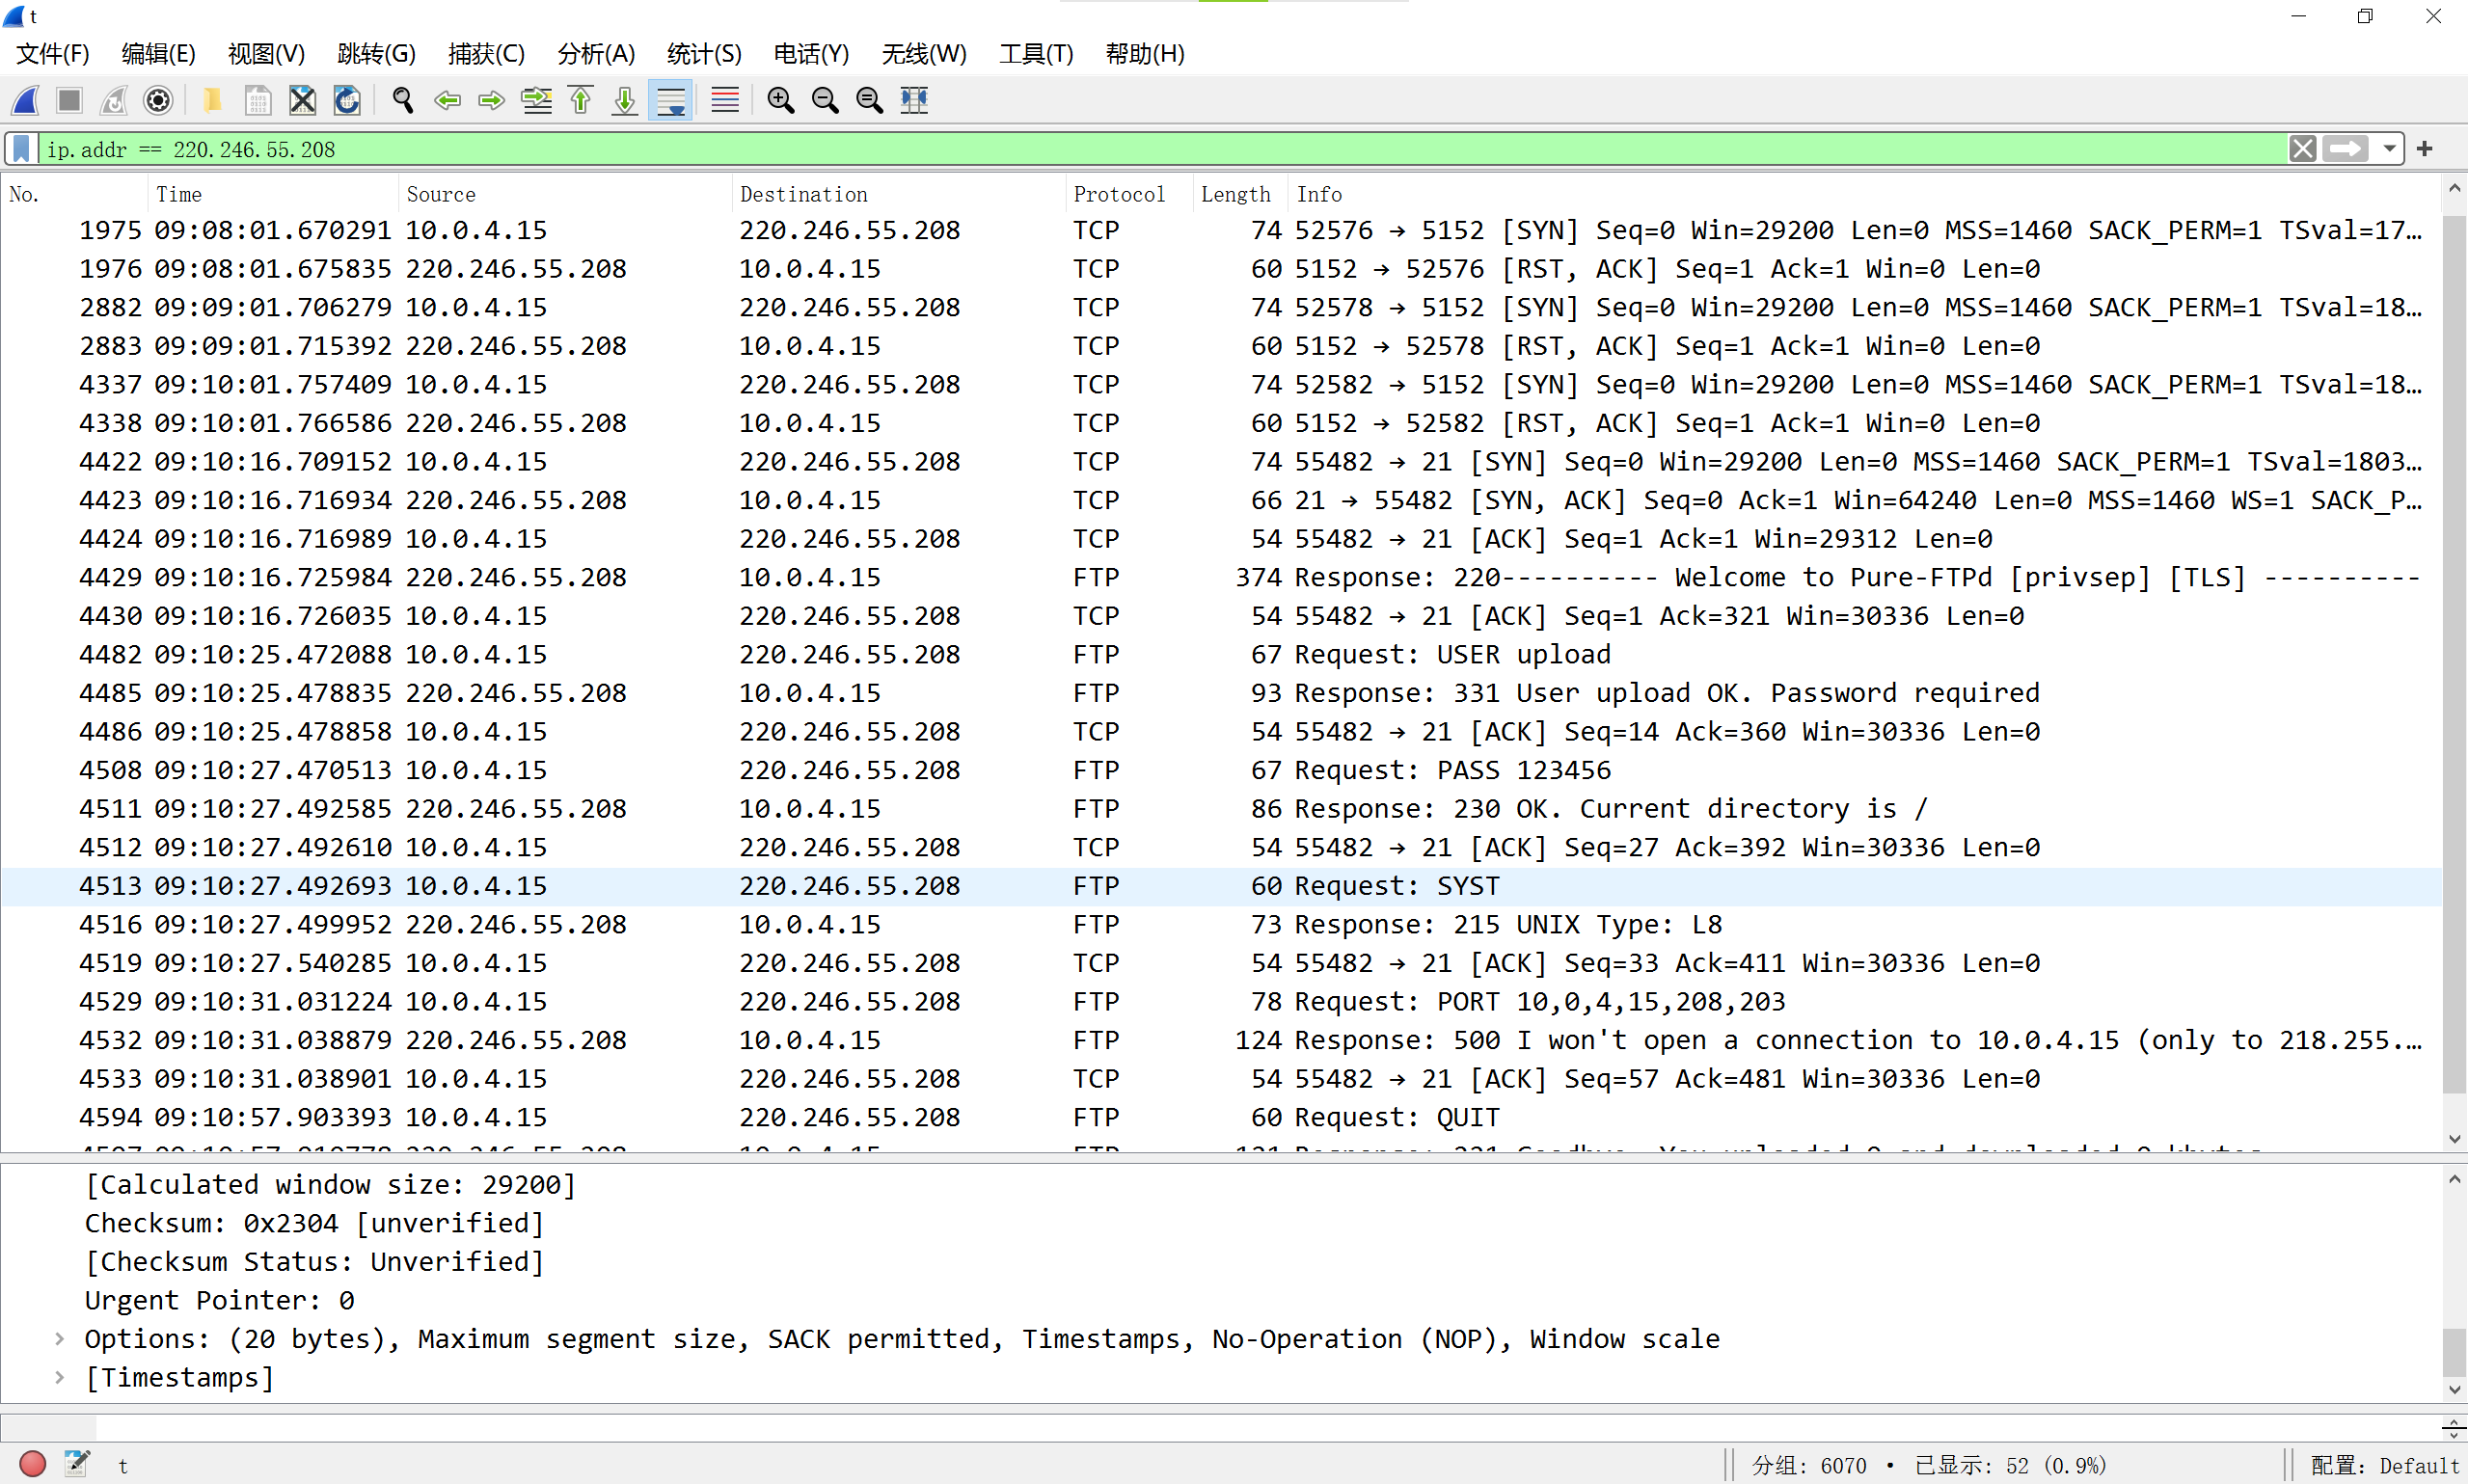 t
文件(F) 编辑(E) 视图(V) 跳转(G) 捕获(C) 分析(A) 统计(S) 电话(Y) 无线(W) 工具(T) 帮助(H)
ip.addr == 220.246.55.208
No. Time Source Destination Protocol Length Info
1975 09:08:01.670291 10.0.4.15 220.246.55.208 TCP 74 52576 → 5152 [SYN] Seq=0 Win=29200 Len=0 MSS=1460 SACK_PERM=1 TSval=17…
1976 09:08:01.675835 220.246.55.208 10.0.4.15 TCP 60 5152 → 52576 [RST, ACK] Seq=1 Ack=1 Win=0 Len=0
2882 09:09:01.706279 10.0.4.15 220.246.55.208 TCP 74 52578 → 5152 [SYN] Seq=0 Win=29200 Len=0 MSS=1460 SACK_PERM=1 TSval=18…
2883 09:09:01.715392 220.246.55.208 10.0.4.15 TCP 60 5152 → 52578 [RST, ACK] Seq=1 Ack=1 Win=0 Len=0
4337 09:10:01.757409 10.0.4.15 220.246.55.208 TCP 74 52582 → 5152 [SYN] Seq=0 Win=29200 Len=0 MSS=1460 SACK_PERM=1 TSval=18…
4338 09:10:01.766586 220.246.55.208 10.0.4.15 TCP 60 5152 → 52582 [RST, ACK] Seq=1 Ack=1 Win=0 Len=0
4422 09:10:16.709152 10.0.4.15 220.246.55.208 TCP 74 55482 → 21 [SYN] Seq=0 Win=29200 Len=0 MSS=1460 SACK_PERM=1 TSval=1803…
4423 09:10:16.716934 220.246.55.208 10.0.4.15 TCP 66 21 → 55482 [SYN, ACK] Seq=0 Ack=1 Win=64240 Len=0 MSS=1460 WS=1 SACK_P…
4424 09:10:16.716989 10.0.4.15 220.246.55.208 TCP 54 55482 → 21 [ACK] Seq=1 Ack=1 Win=29312 Len=0
4429 09:10:16.725984 220.246.55.208 10.0.4.15 FTP 374 Response: 220---------- Welcome to Pure-FTPd [privsep] [TLS] ----------
4430 09:10:16.726035 10.0.4.15 220.246.55.208 TCP 54 55482 → 21 [ACK] Seq=1 Ack=321 Win=30336 Len=0
4482 09:10:25.472088 10.0.4.15 220.246.55.208 FTP 67 Request: USER upload
4485 09:10:25.478835 220.246.55.208 10.0.4.15 FTP 93 Response: 331 User upload OK. Password required
4486 09:10:25.478858 10.0.4.15 220.246.55.208 TCP 54 55482 → 21 [ACK] Seq=14 Ack=360 Win=30336 Len=0
4508 09:10:27.470513 10.0.4.15 220.246.55.208 FTP 67 Request: PASS 123456
4511 09:10:27.492585 220.246.55.208 10.0.4.15 FTP 86 Response: 230 OK. Current directory is /
4512 09:10:27.492610 10.0.4.15 220.246.55.208 TCP 54 55482 → 21 [ACK] Seq=27 Ack=392 Win=30336 Len=0
4513 09:10:27.492693 10.0.4.15 220.246.55.208 FTP 60 Request: SYST
4516 09:10:27.499952 220.246.55.208 10.0.4.15 FTP 73 Response: 215 UNIX Type: L8
4519 09:10:27.540285 10.0.4.15 220.246.55.208 TCP 54 55482 → 21 [ACK] Seq=33 Ack=411 Win=30336 Len=0
4529 09:10:31.031224 10.0.4.15 220.246.55.208 FTP 78 Request: PORT 10,0,4,15,208,203
4532 09:10:31.038879 220.246.55.208 10.0.4.15 FTP 124 Response: 500 I won't open a connection to 10.0.4.15 (only to 218.255.…
4533 09:10:31.038901 10.0.4.15 220.246.55.208 TCP 54 55482 → 21 [ACK] Seq=57 Ack=481 Win=30336 Len=0
4594 09:10:57.903393 10.0.4.15 220.246.55.208 FTP 60 Request: QUIT
[Calculated window size: 29200]
Checksum: 0x2304 [unverified]
[Checksum Status: Unverified]
Urgent Pointer: 0
Options: (20 bytes), Maximum segment size, SACK permitted, Timestamps, No-Operation (NOP), Window scale
[Timestamps]
t 分组: 6070 · 已显示: 52 (0.9%) 配置: Default